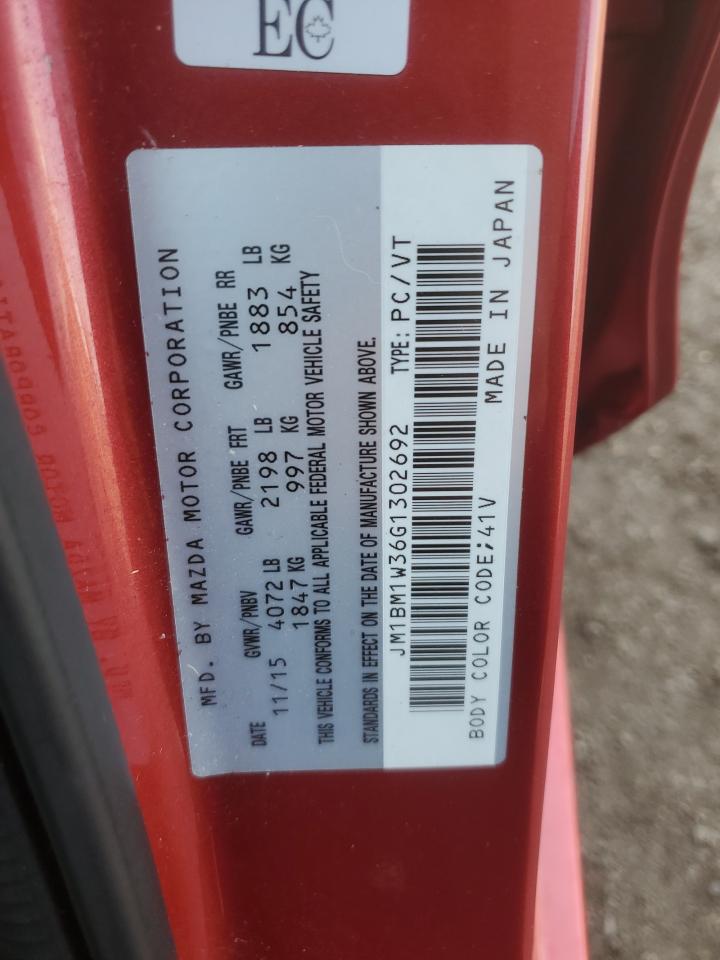 EC
MFD. BY MAZDA MOTOR CORPORATION
DATE GVWR/PNBV GAWR/PNBE FRT GAWR/PNBE RR
11/15 4072 LB 2198 LB 1883 LB
1847 KG 997 KG 854 KG
THIS VEHICLE CONFORMS TO ALL APPLICABLE FEDERAL MOTOR VEHICLE SAFETY
STANDARDS IN EFFECT ON THE DATE OF MANUFACTURE SHOWN ABOVE.
JM1BM1W36G1302692 TYPE: PC/VT
BODY COLOR CODE;41V MADE IN JAPAN